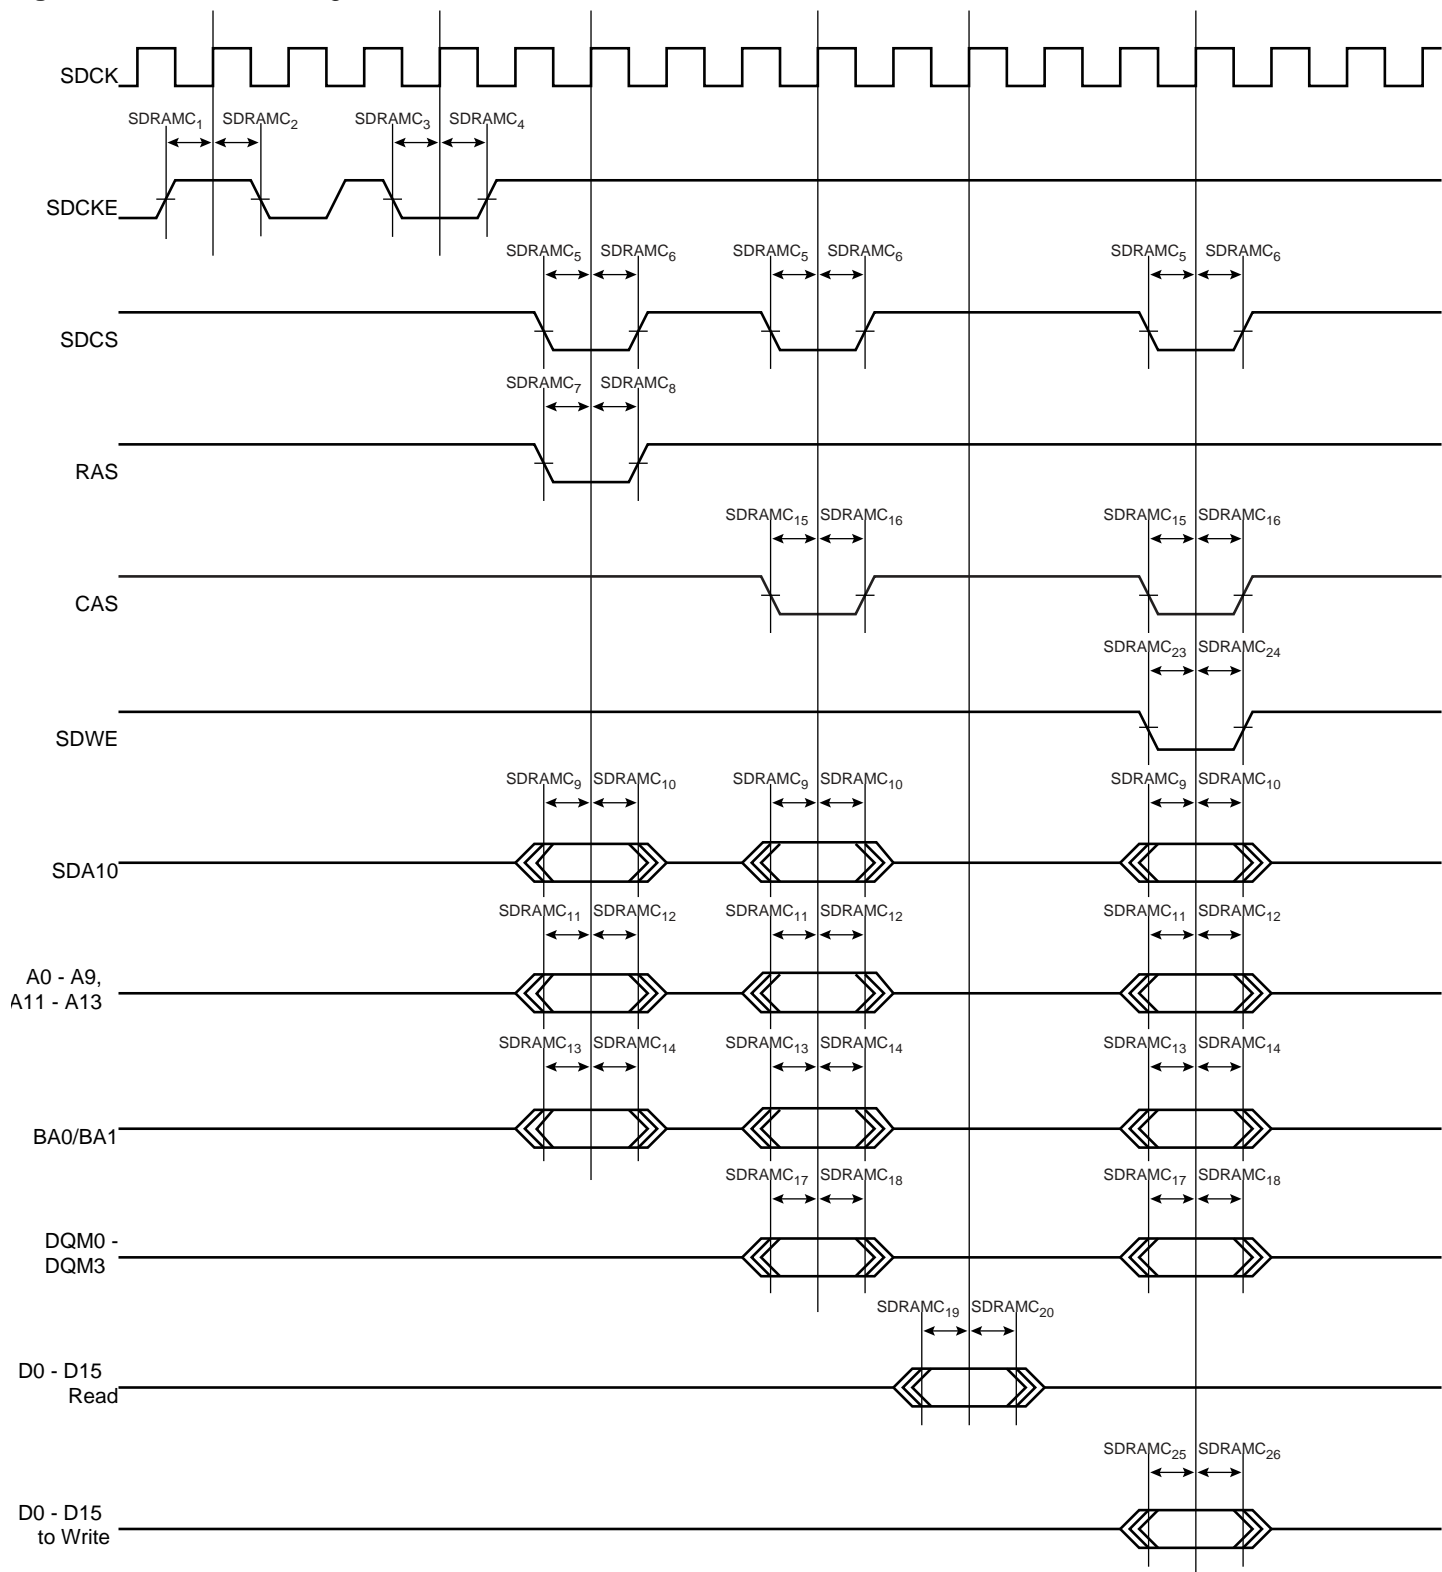 SDCK
SDRAMC1 SDRAMC2 SDRAMC3 SDRAMC4
SDCKE
SDRAMC5 SDRAMC6 SDRAMC5 SDRAMC6 SDRAMC5 SDRAMC6
SDCS
SDRAMC7 SDRAMC8
RAS
SDRAMC15 SDRAMC16 SDRAMC15 SDRAMC16
CAS
SDRAMC23 SDRAMC24
SDWE
SDRAMC9 SDRAMC10 SDRAMC9 SDRAMC10 SDRAMC9 SDRAMC10
SDA10
SDRAMC11 SDRAMC12 SDRAMC11 SDRAMC12 SDRAMC11 SDRAMC12
A0 - A9,
A11 - A13
SDRAMC13 SDRAMC14 SDRAMC13 SDRAMC14 SDRAMC13 SDRAMC14
BA0/BA1
SDRAMC17 SDRAMC18 SDRAMC17 SDRAMC18
DQM0 -
DQM3
SDRAMC19 SDRAMC20
D0 - D15
Read
SDRAMC25 SDRAMC26
D0 - D15
to Write